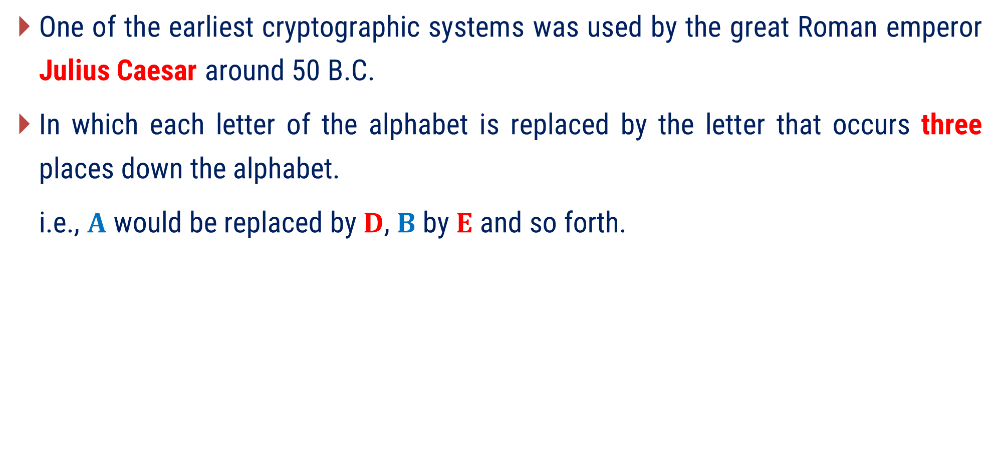 One of the earliest cryptographic systems was used by the great Roman emperor
Julius Caesar around 50 B.C.
In which each letter of the alphabet is replaced by the letter that occurs three
places down the alphabet.
i.e., A would be replaced by D, B by E and so forth.